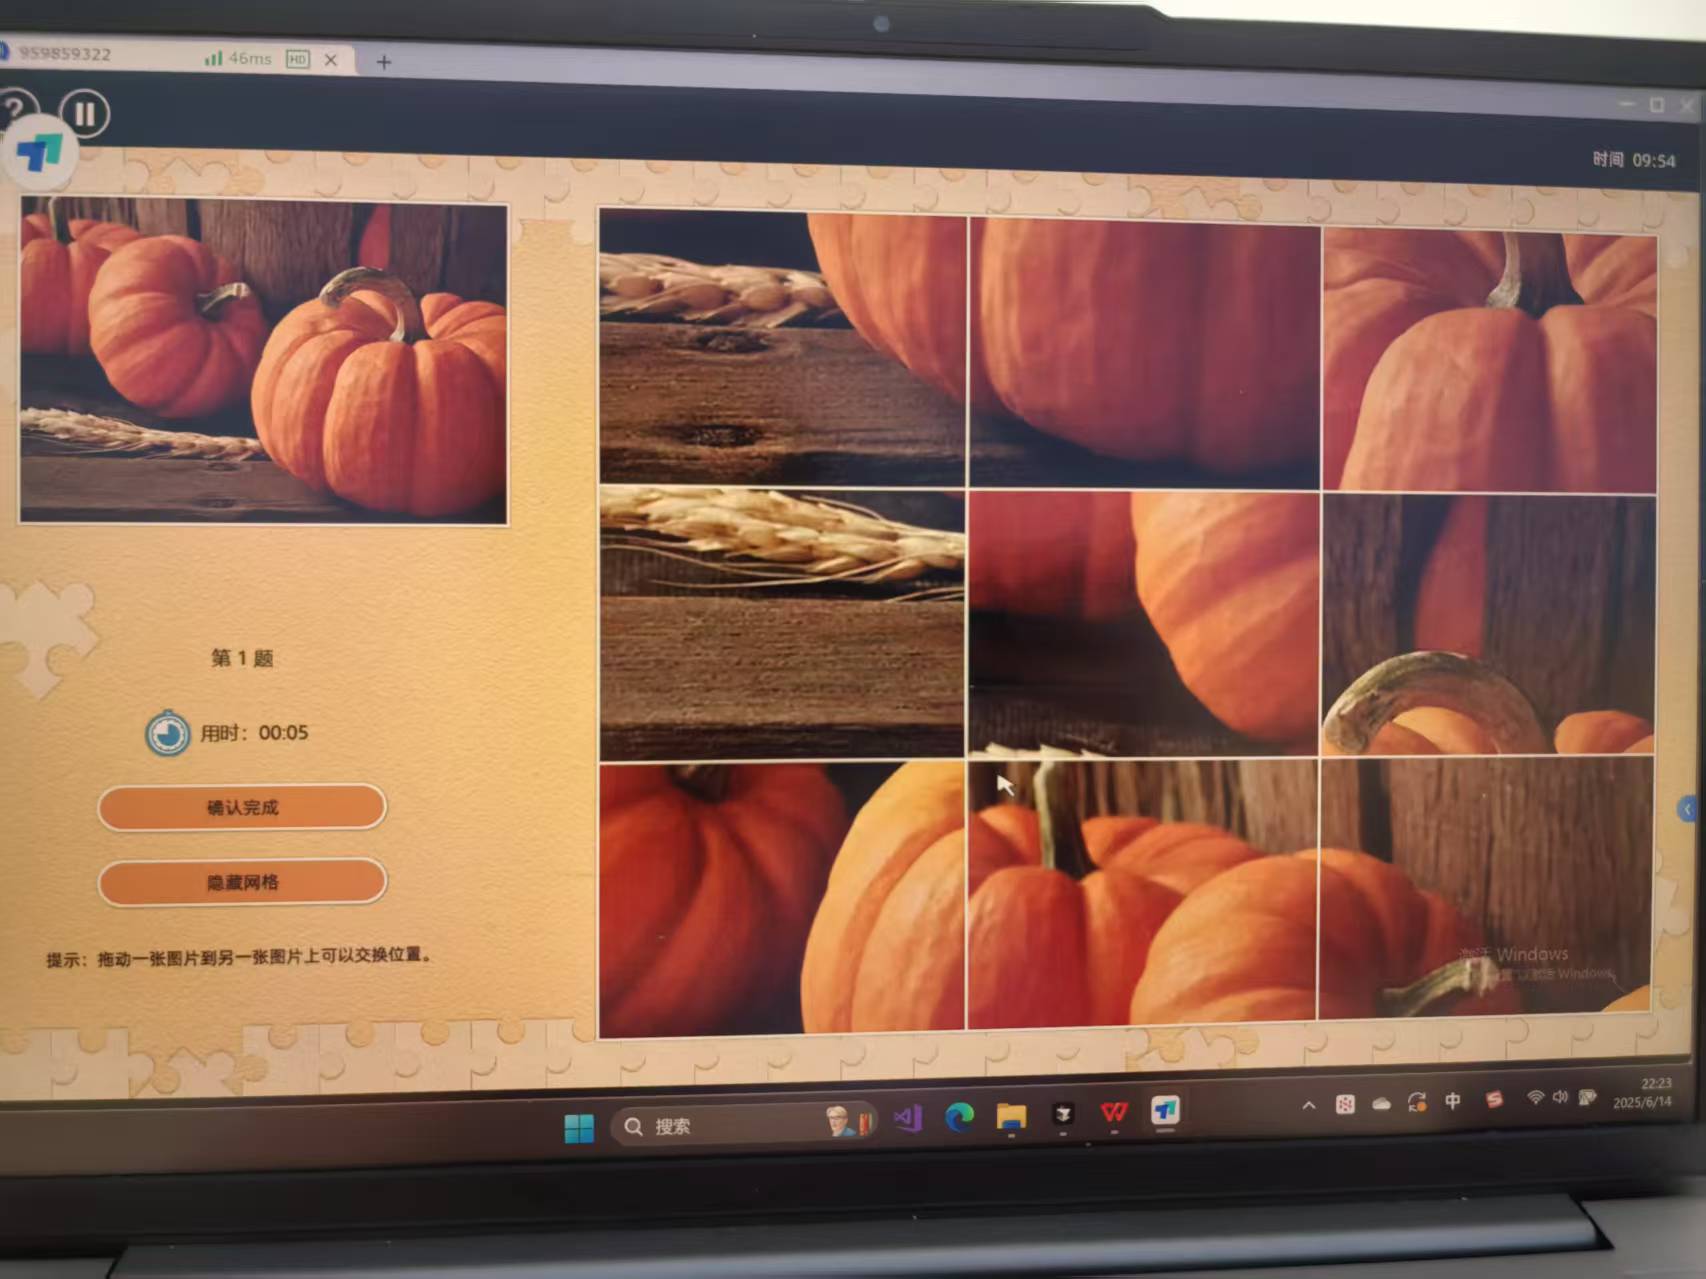 959859322
46ms
HD
?
时间 09:54
第 1 题
用时：00:05
确认完成
隐藏网格
提示：拖动一张图片到另一张图片上可以交换位置。
激活 Windows
搜索
中
22:23
2025/6/14